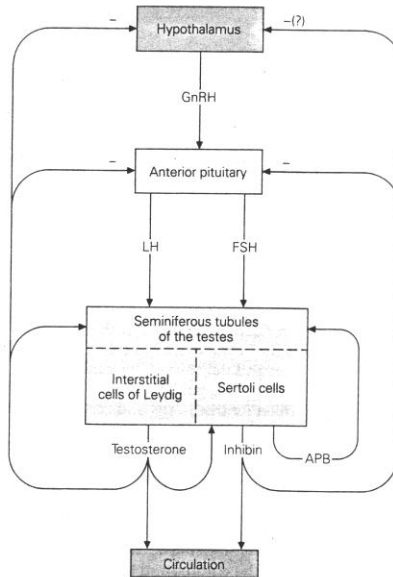 Hypothalamus
–
–(?)
GnRH
Anterior pituitary
–
–
LH
FSH
Seminiferous tubules
of the testes
Interstitial
cells of Leydig
Sertoli cells
Testosterone
Inhibin
APB
Circulation